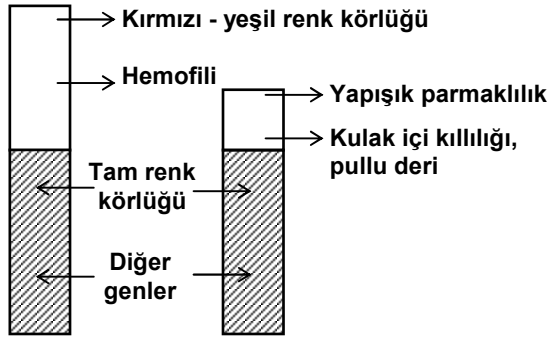 Kırmızı - yeşil renk körlüğü
Hemofili
Yapışık parmaklılık
Kulak içi kıllılığı,
pullu deri
Tam renk
körlüğü
Diğer
genler